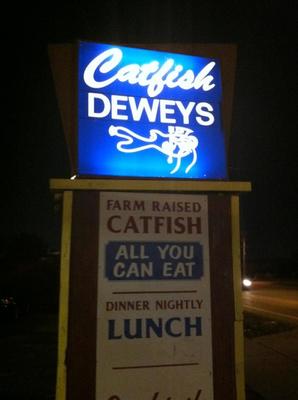 Catfish
DEWEYS
FARM RAISED
CATFISH
ALL YOU
CAN EAT
DINNER NIGHTLY
LUNCH